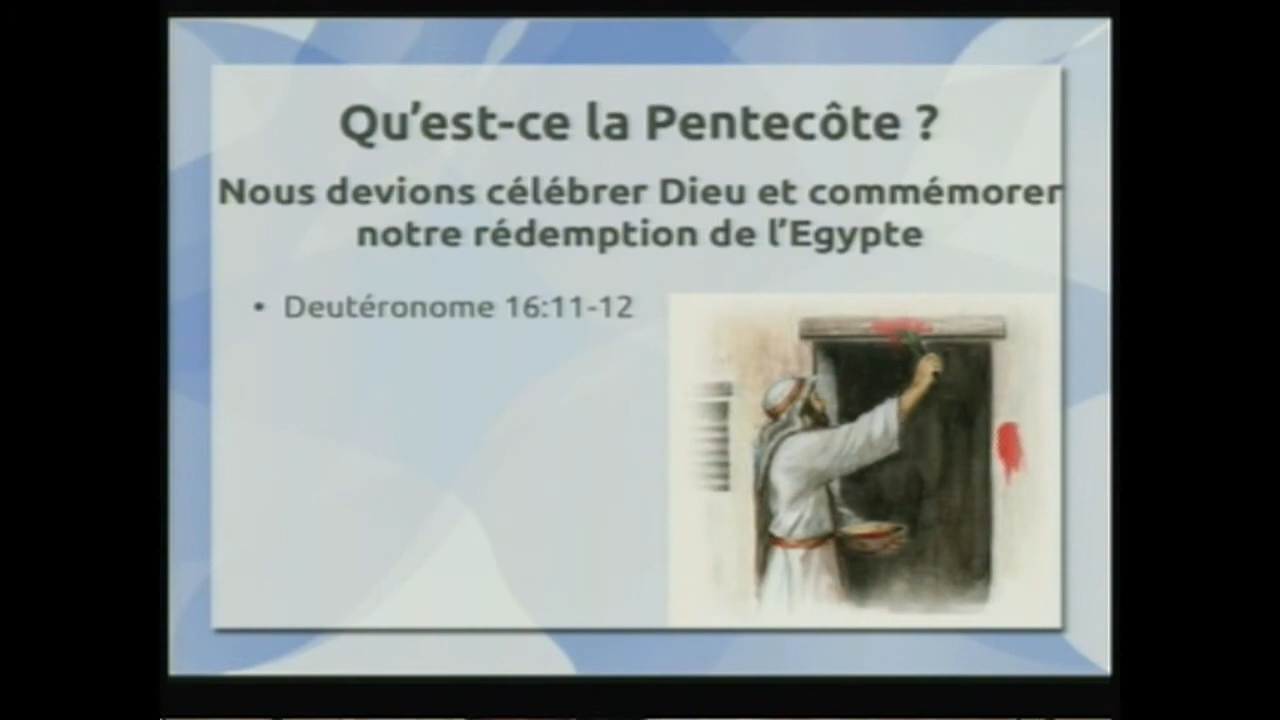 Qu’est-ce la Pentecôte ?
Nous devions célébrer Dieu et commémorer
notre rédemption de l’Egypte
• Deutéronome 16:11-12